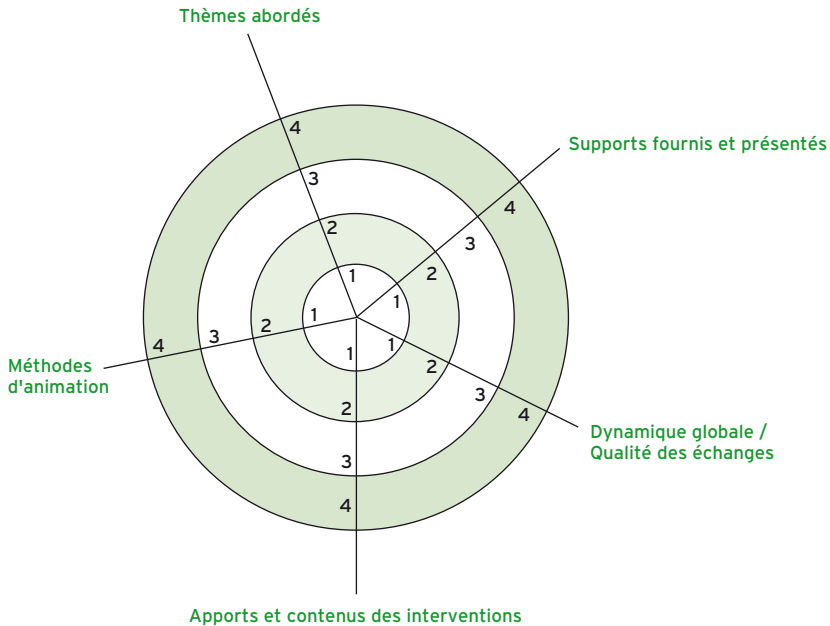 Thèmes abordés
4
Supports fournis et présentés
3
4
2
3
1
2
1
1
2
3
4
1
1
2
3
4
2
3
4
Méthodes
d'animation
Dynamique globale /
Qualité des échanges
Apports et contenus des interventions